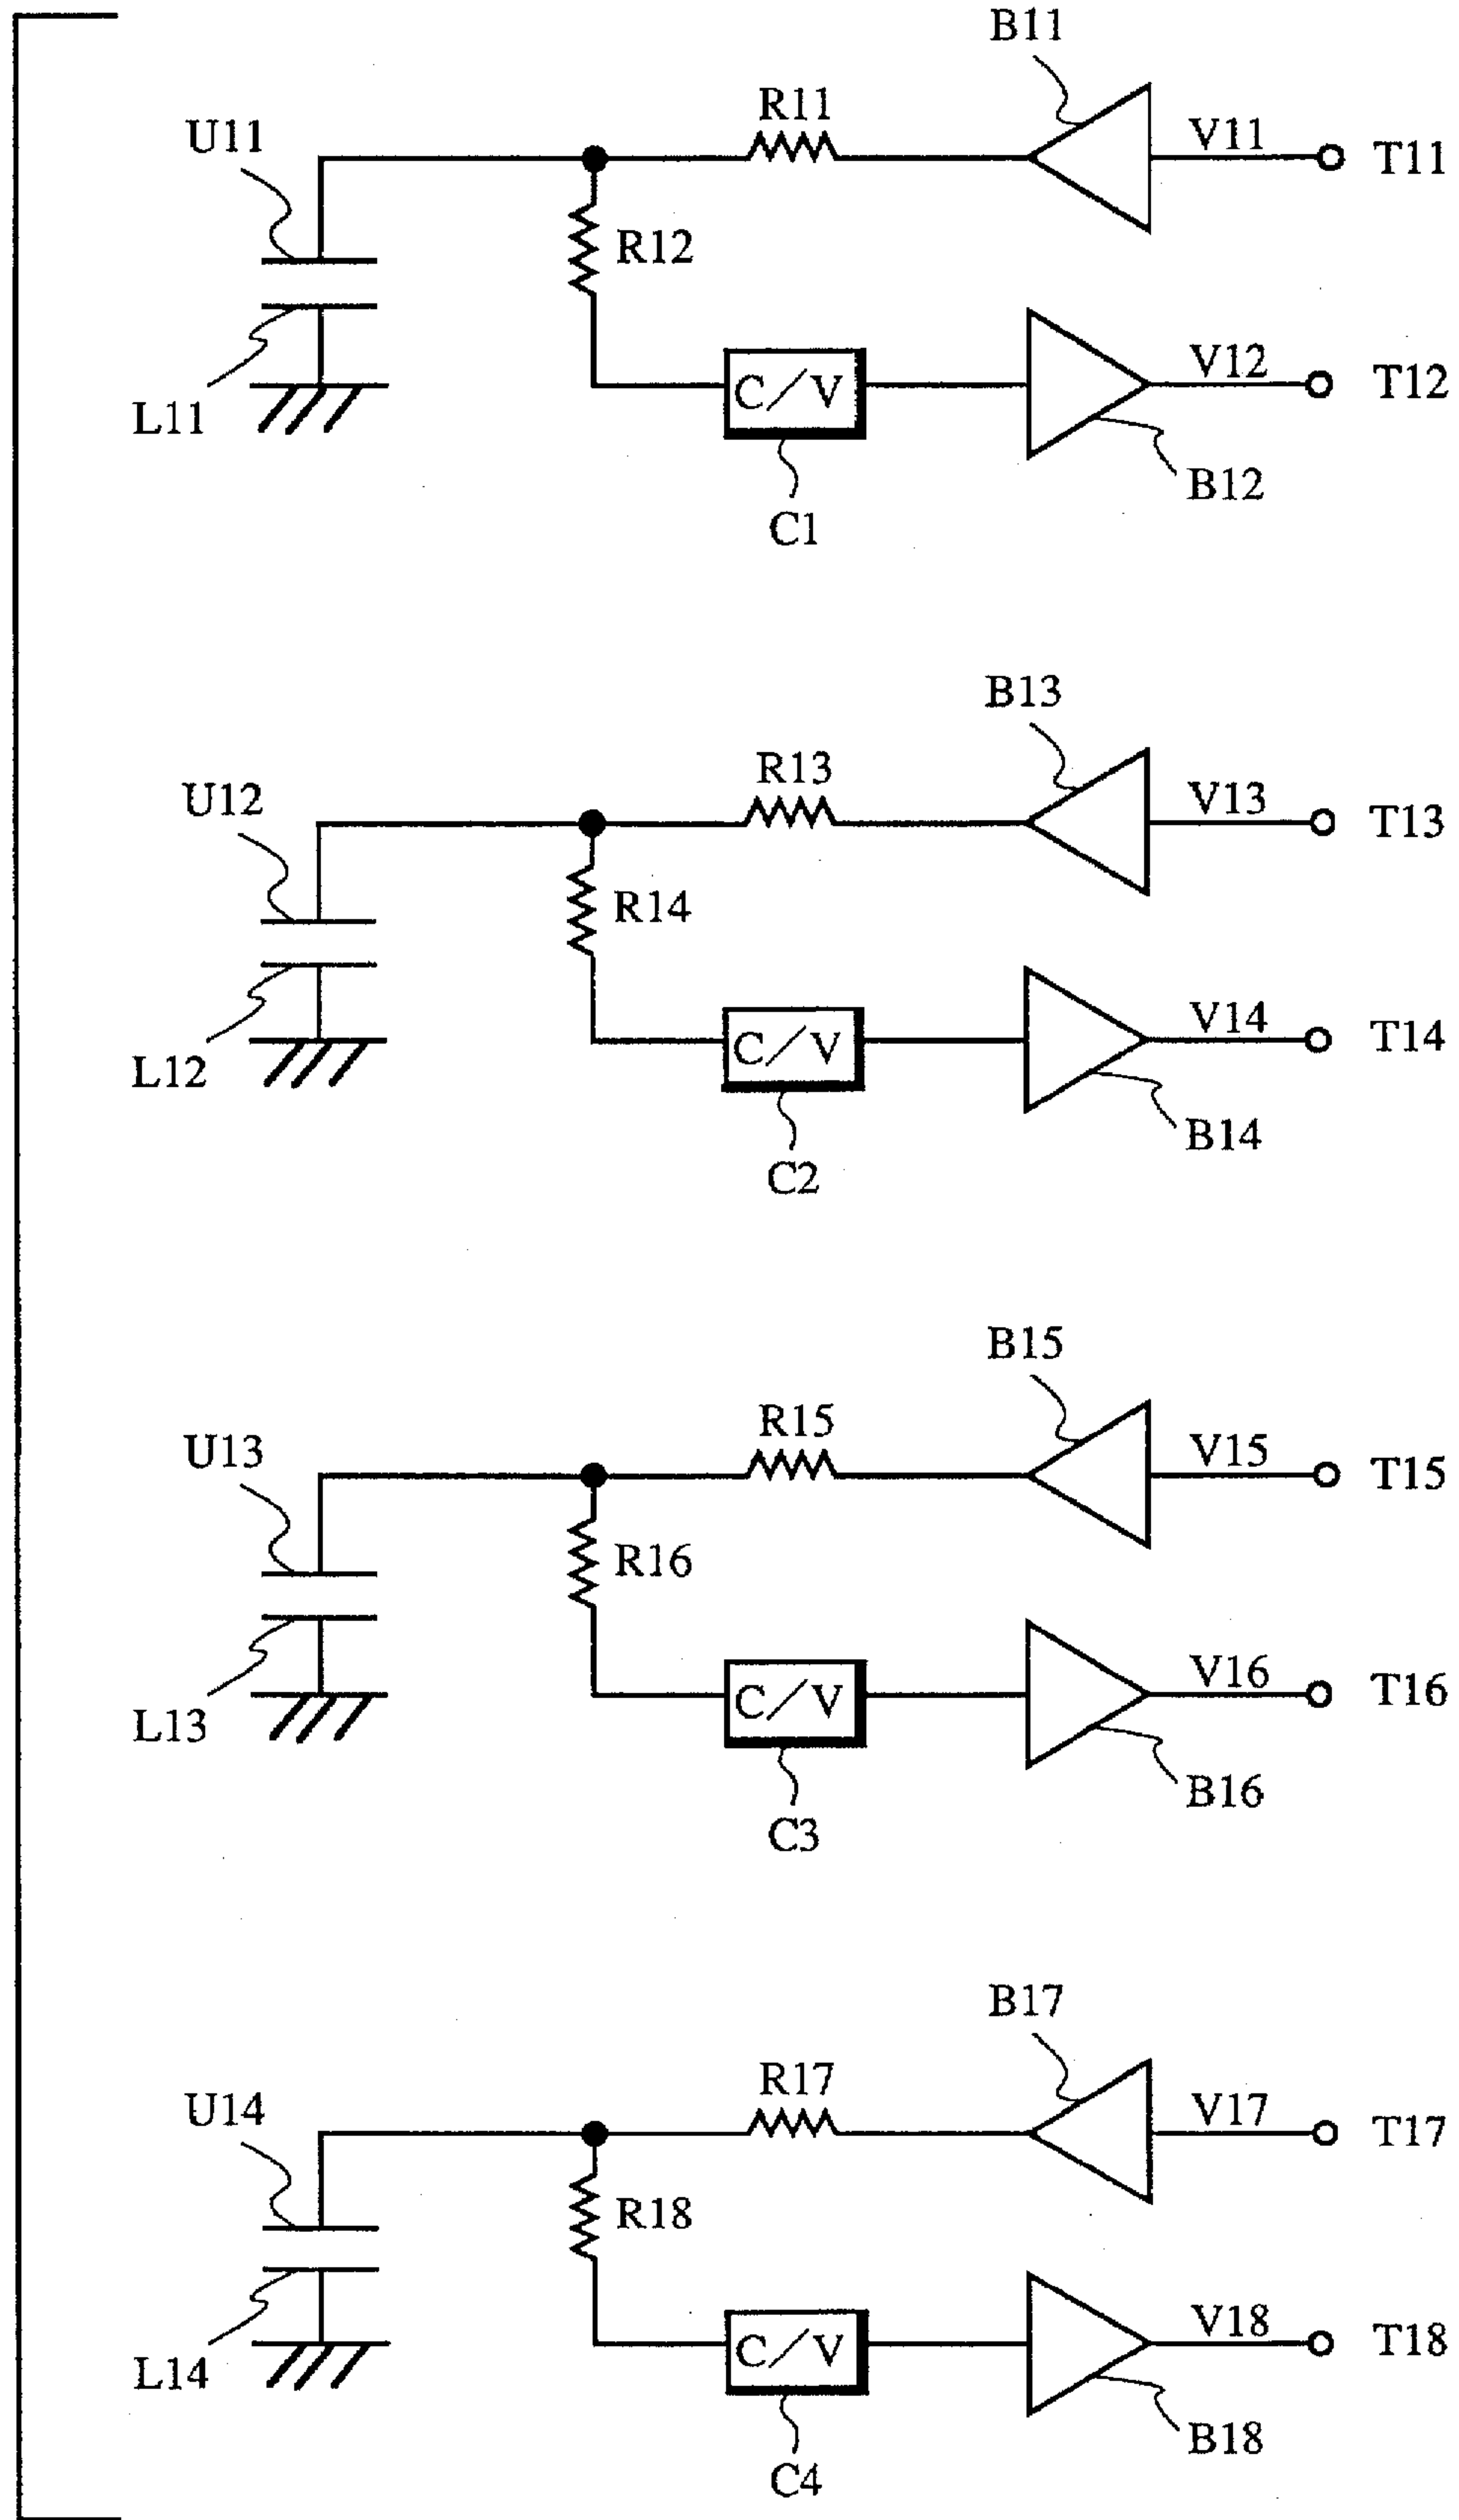 B11
R11
U11
V11
T11
R12
C/V
V12
T12
L11
B12
C1
B13
R13
U12
V13
T13
R14
C/V
V14
T14
L12
B14
C2
B15
R15
U13
V15
T15
R16
C/V
V16
T16
L13
B16
C3
B17
R17
U14
V17
T17
R18
C/V
V18
T18
L14
B18
C4